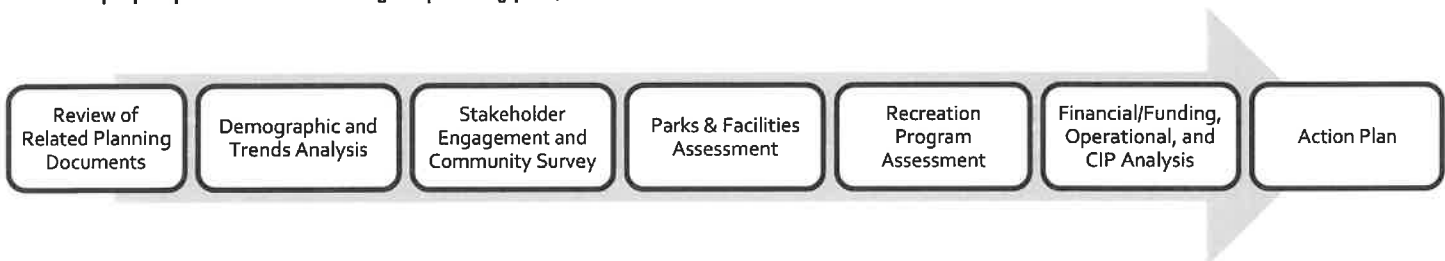 Review of
Related Planning
Documents
Demographic and
Trends Analysis
Stakeholder
Engagement and
Community Survey
Parks & Facilities
Assessment
Recreation
Program
Assessment
Financial/Funding,
Operational, and
CIP Analysis
Action Plan